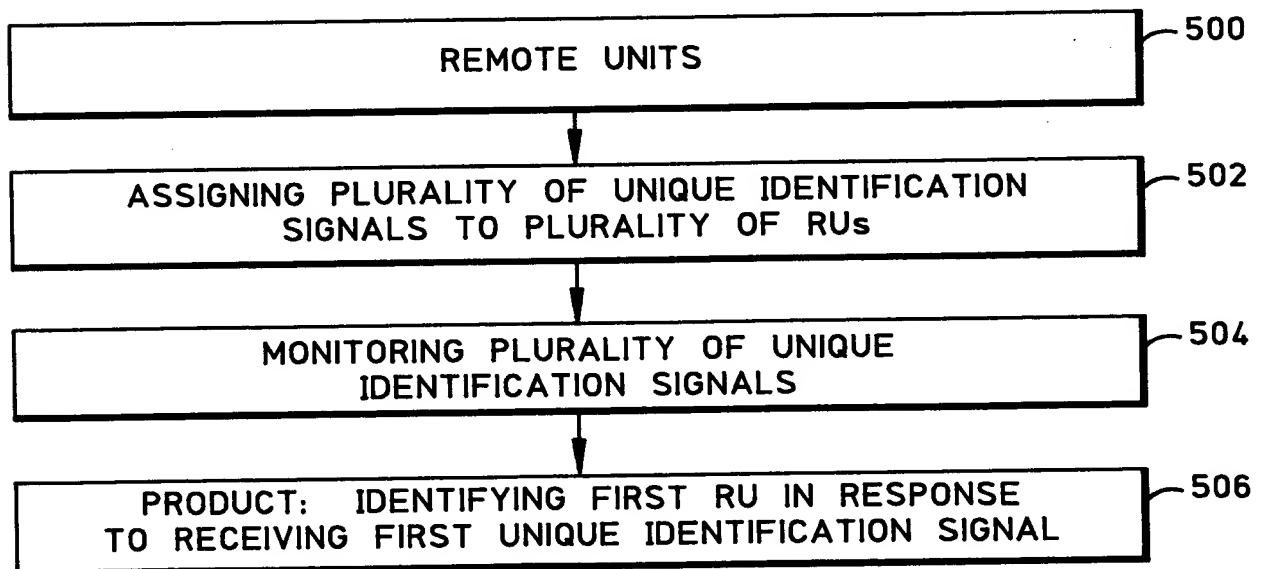 REMOTE UNITS
500
ASSIGNING PLURALITY OF UNIQUE IDENTIFICATION
SIGNALS TO PLURALITY OF RUs
502
MONITORING PLURALITY OF UNIQUE
IDENTIFICATION SIGNALS
504
PRODUCT: IDENTIFYING FIRST RU IN RESPONSE
TO RECEIVING FIRST UNIQUE IDENTIFICATION SIGNAL
506